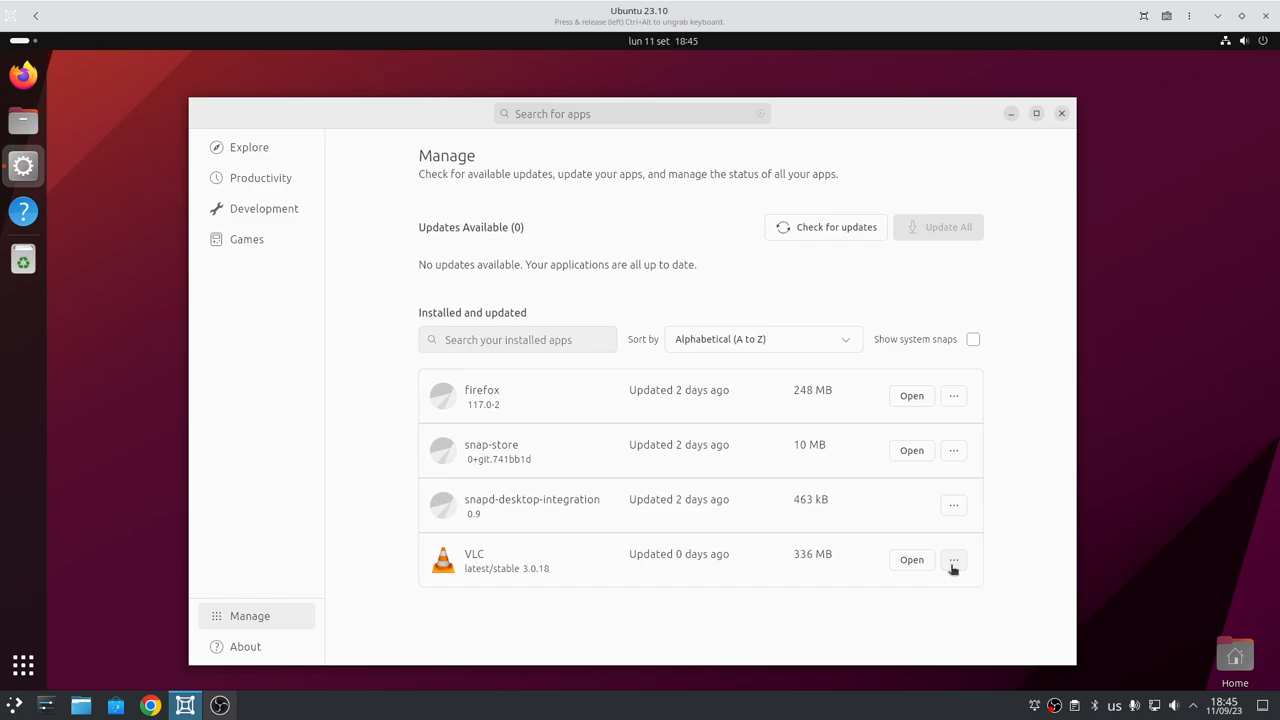 Ubuntu 23.10
Press & release (left) Ctrl+Alt to ungrab keyboard.
lun 11 set 18:45
Search for apps
Explore
Productivity
Development
Games
Manage
Check for available updates, update your apps, and manage the status of all your apps.
Updates Available (0)
Check for updates
Update All
No updates available. Your applications are all up to date.
Installed and updated
Search your installed apps
Sort by
Alphabetical (A to Z)
Show system snaps
firefox
117.0-2
Updated 2 days ago
248 MB
Open
snap-store
0+git.741bb1d
Updated 2 days ago
10 MB
Open
snapd-desktop-integration
0.9
Updated 2 days ago
463 kB
VLC
latest/stable 3.0.18
Updated 0 days ago
336 MB
Open
Manage
About
Home
us
18:45
11/09/23